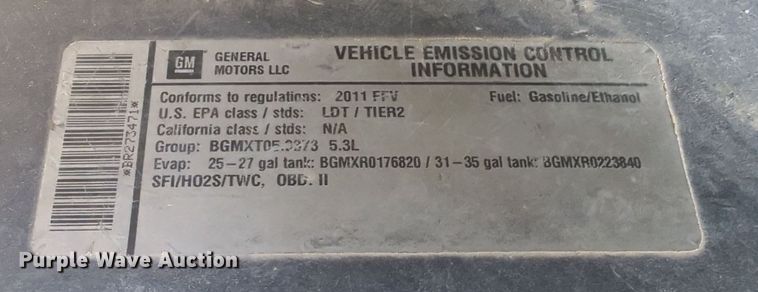 GM
GENERAL MOTORS LLC
VEHICLE EMISSION CONTROL INFORMATION
Conforms to regulations: 2011 FFV Fuel: Gasoline/Ethanol
U.S. EPA class / stds: LDT / TIER2
California class / stds: N/A
Group: BGMXT05.3373 5.3L
Evap: 25-27 gal tank: BGMXR0176820 / 31-35 gal tank: BGMXR0223840
SFI/HO2S/TWC, OBD. II
*BR273471*
Purple Wave Auction